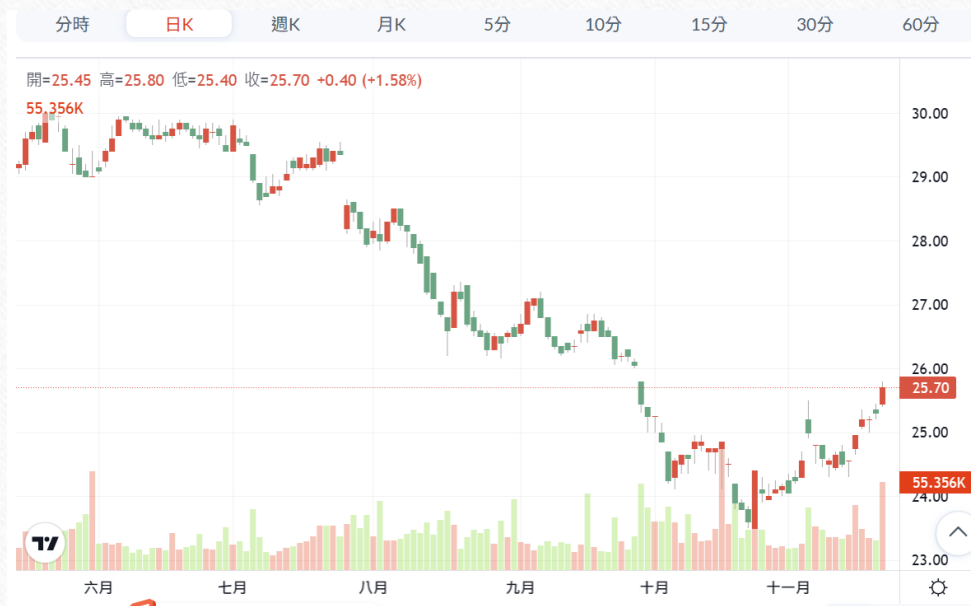 分時 日K 週K 月K 5分 10分 15分 30分 60分
開=25.45 高=25.80 低=25.40 收=25.70 +0.40 (+1.58%)
55.356K
30.00
29.00
28.00
27.00
26.00
25.70
25.00
55.356K
24.00
23.00
六月 七月 八月 九月 十月 十一月